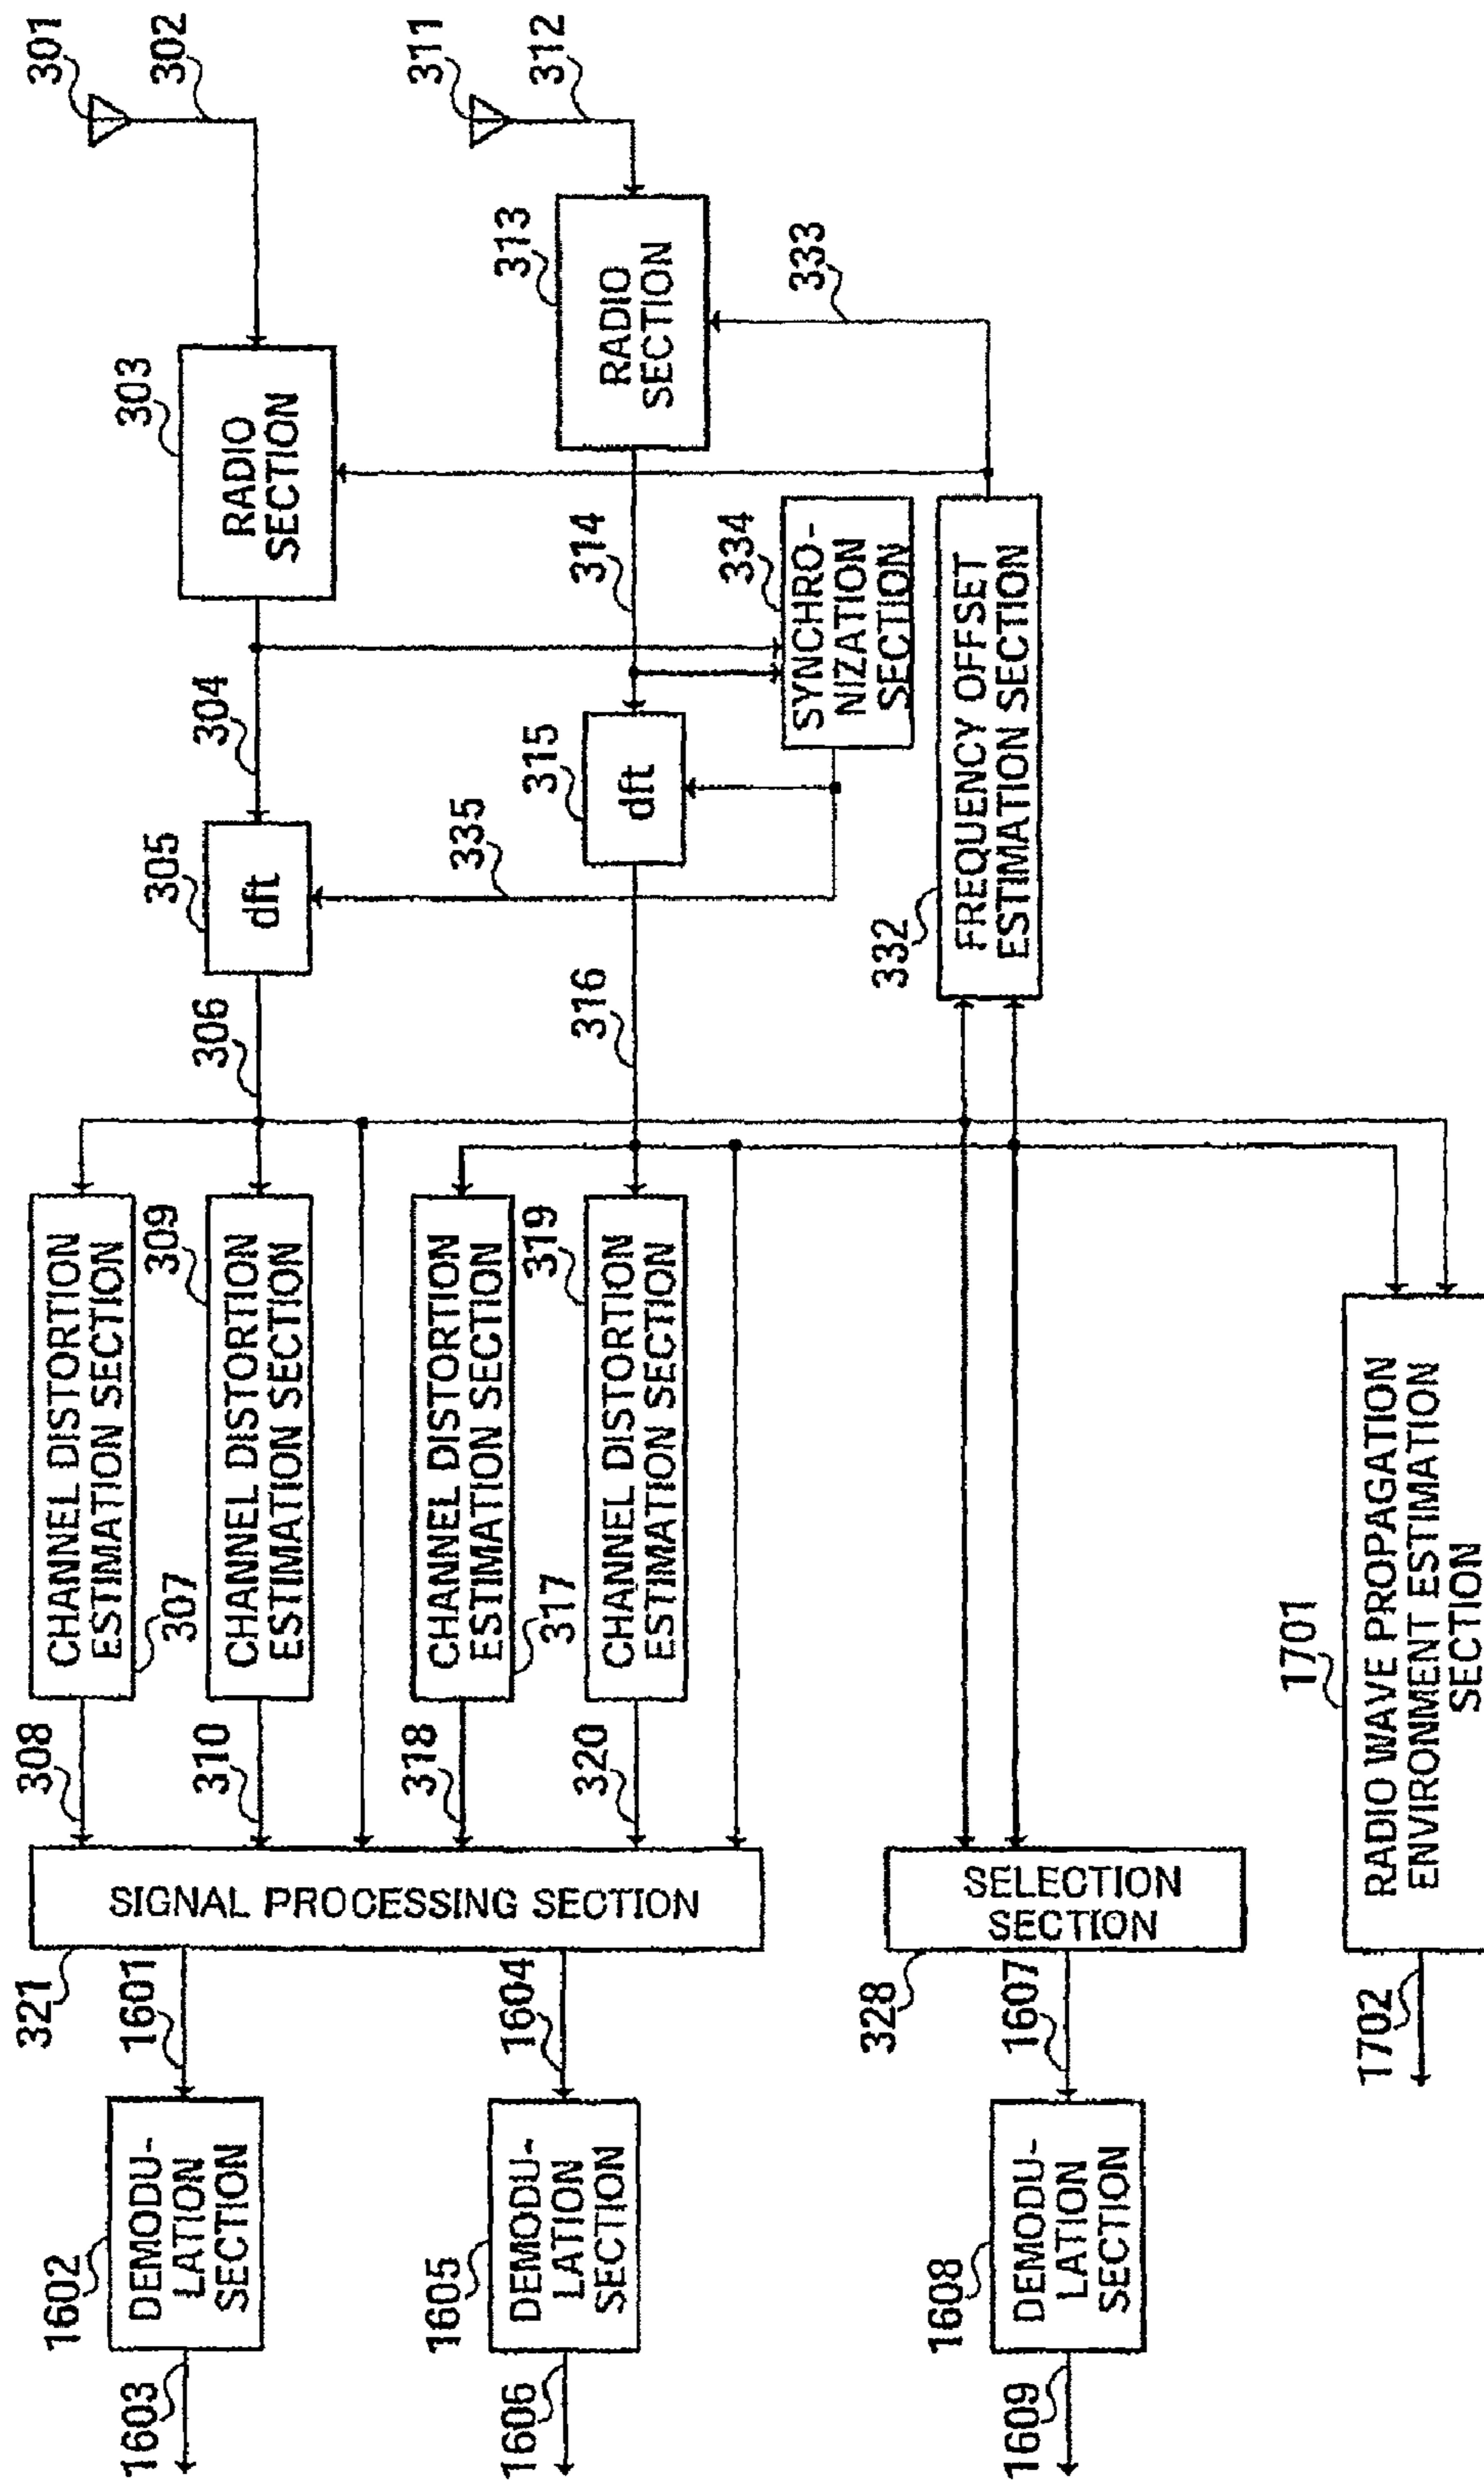 301
302
303
RADIO
SECTION
304
305
dft
306
CHANNEL DISTORTION
ESTIMATION SECTION
307
308
309
CHANNEL DISTORTION
ESTIMATION SECTION
310
311
312
313
RADIO
SECTION
314
315
dft
316
CHANNEL DISTORTION
ESTIMATION SECTION
317
318
319
CHANNEL DISTORTION
ESTIMATION SECTION
320
333
334
SYNCHRO-
NIZATION
SECTION
335
332
FREQUENCY OFFSET
ESTIMATION SECTION
SIGNAL PROCESSING SECTION
321
1601
1602
DEMODU-
LATION
SECTION
1603
1604
1605
DEMODU-
LATION
SECTION
1606
SELECTION
SECTION
328
1607
1608
DEMODU-
LATION
SECTION
1609
1701
RADIO WAVE PROPAGATION
ENVIRONMENT ESTIMATION
SECTION
1702